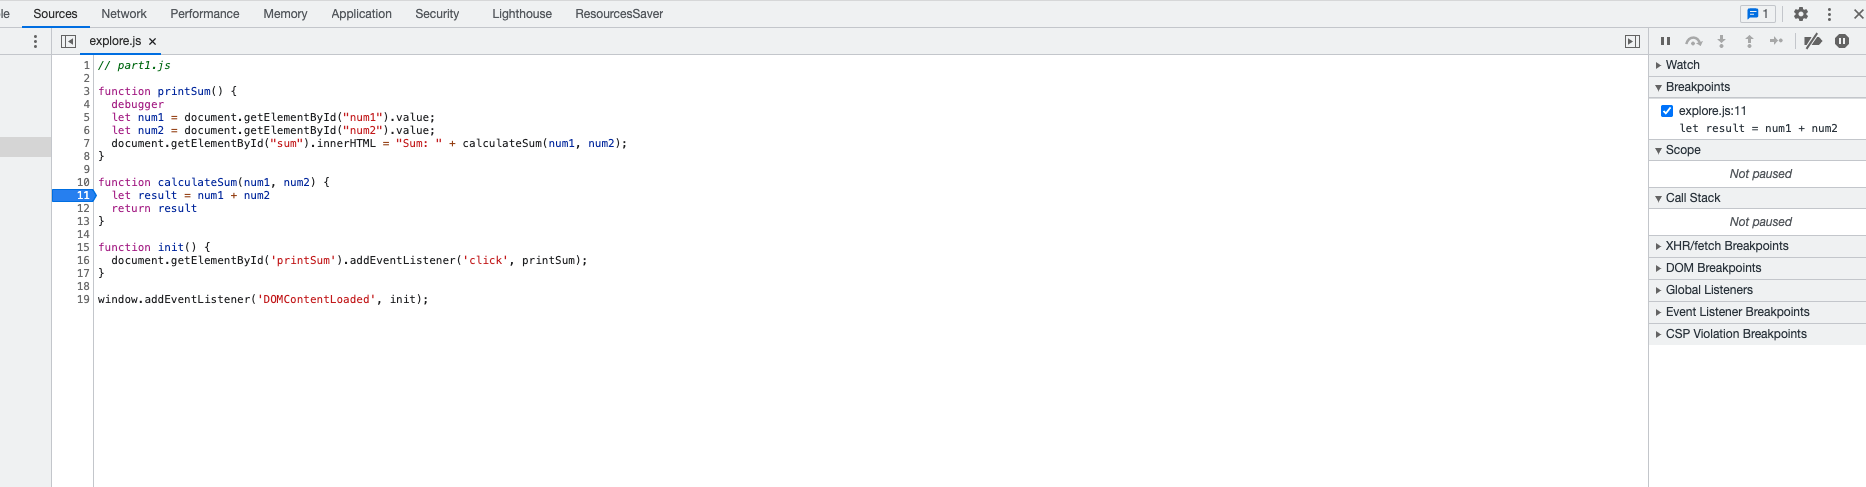 le Sources Network Performance Memory Application Security Lighthouse ResourcesSaver 1
explore.js
1 // part1.js
2
3 function printSum() {
4 debugger
5 let num1 = document.getElementById("num1").value;
6 let num2 = document.getElementById("num2").value;
7 document.getElementById("sum").innerHTML = "Sum: " + calculateSum(num1, num2);
8 }
9
10 function calculateSum(num1, num2) {
11 let result = num1 + num2
12 return result
13 }
14
15 function init() {
16 document.getElementById('printSum').addEventListener('click', printSum);
17 }
18
19 window.addEventListener('DOMContentLoaded', init);
Watch
Breakpoints
explore.js:11
let result = num1 + num2
Scope
Not paused
Call Stack
Not paused
XHR/fetch Breakpoints
DOM Breakpoints
Global Listeners
Event Listener Breakpoints
CSP Violation Breakpoints